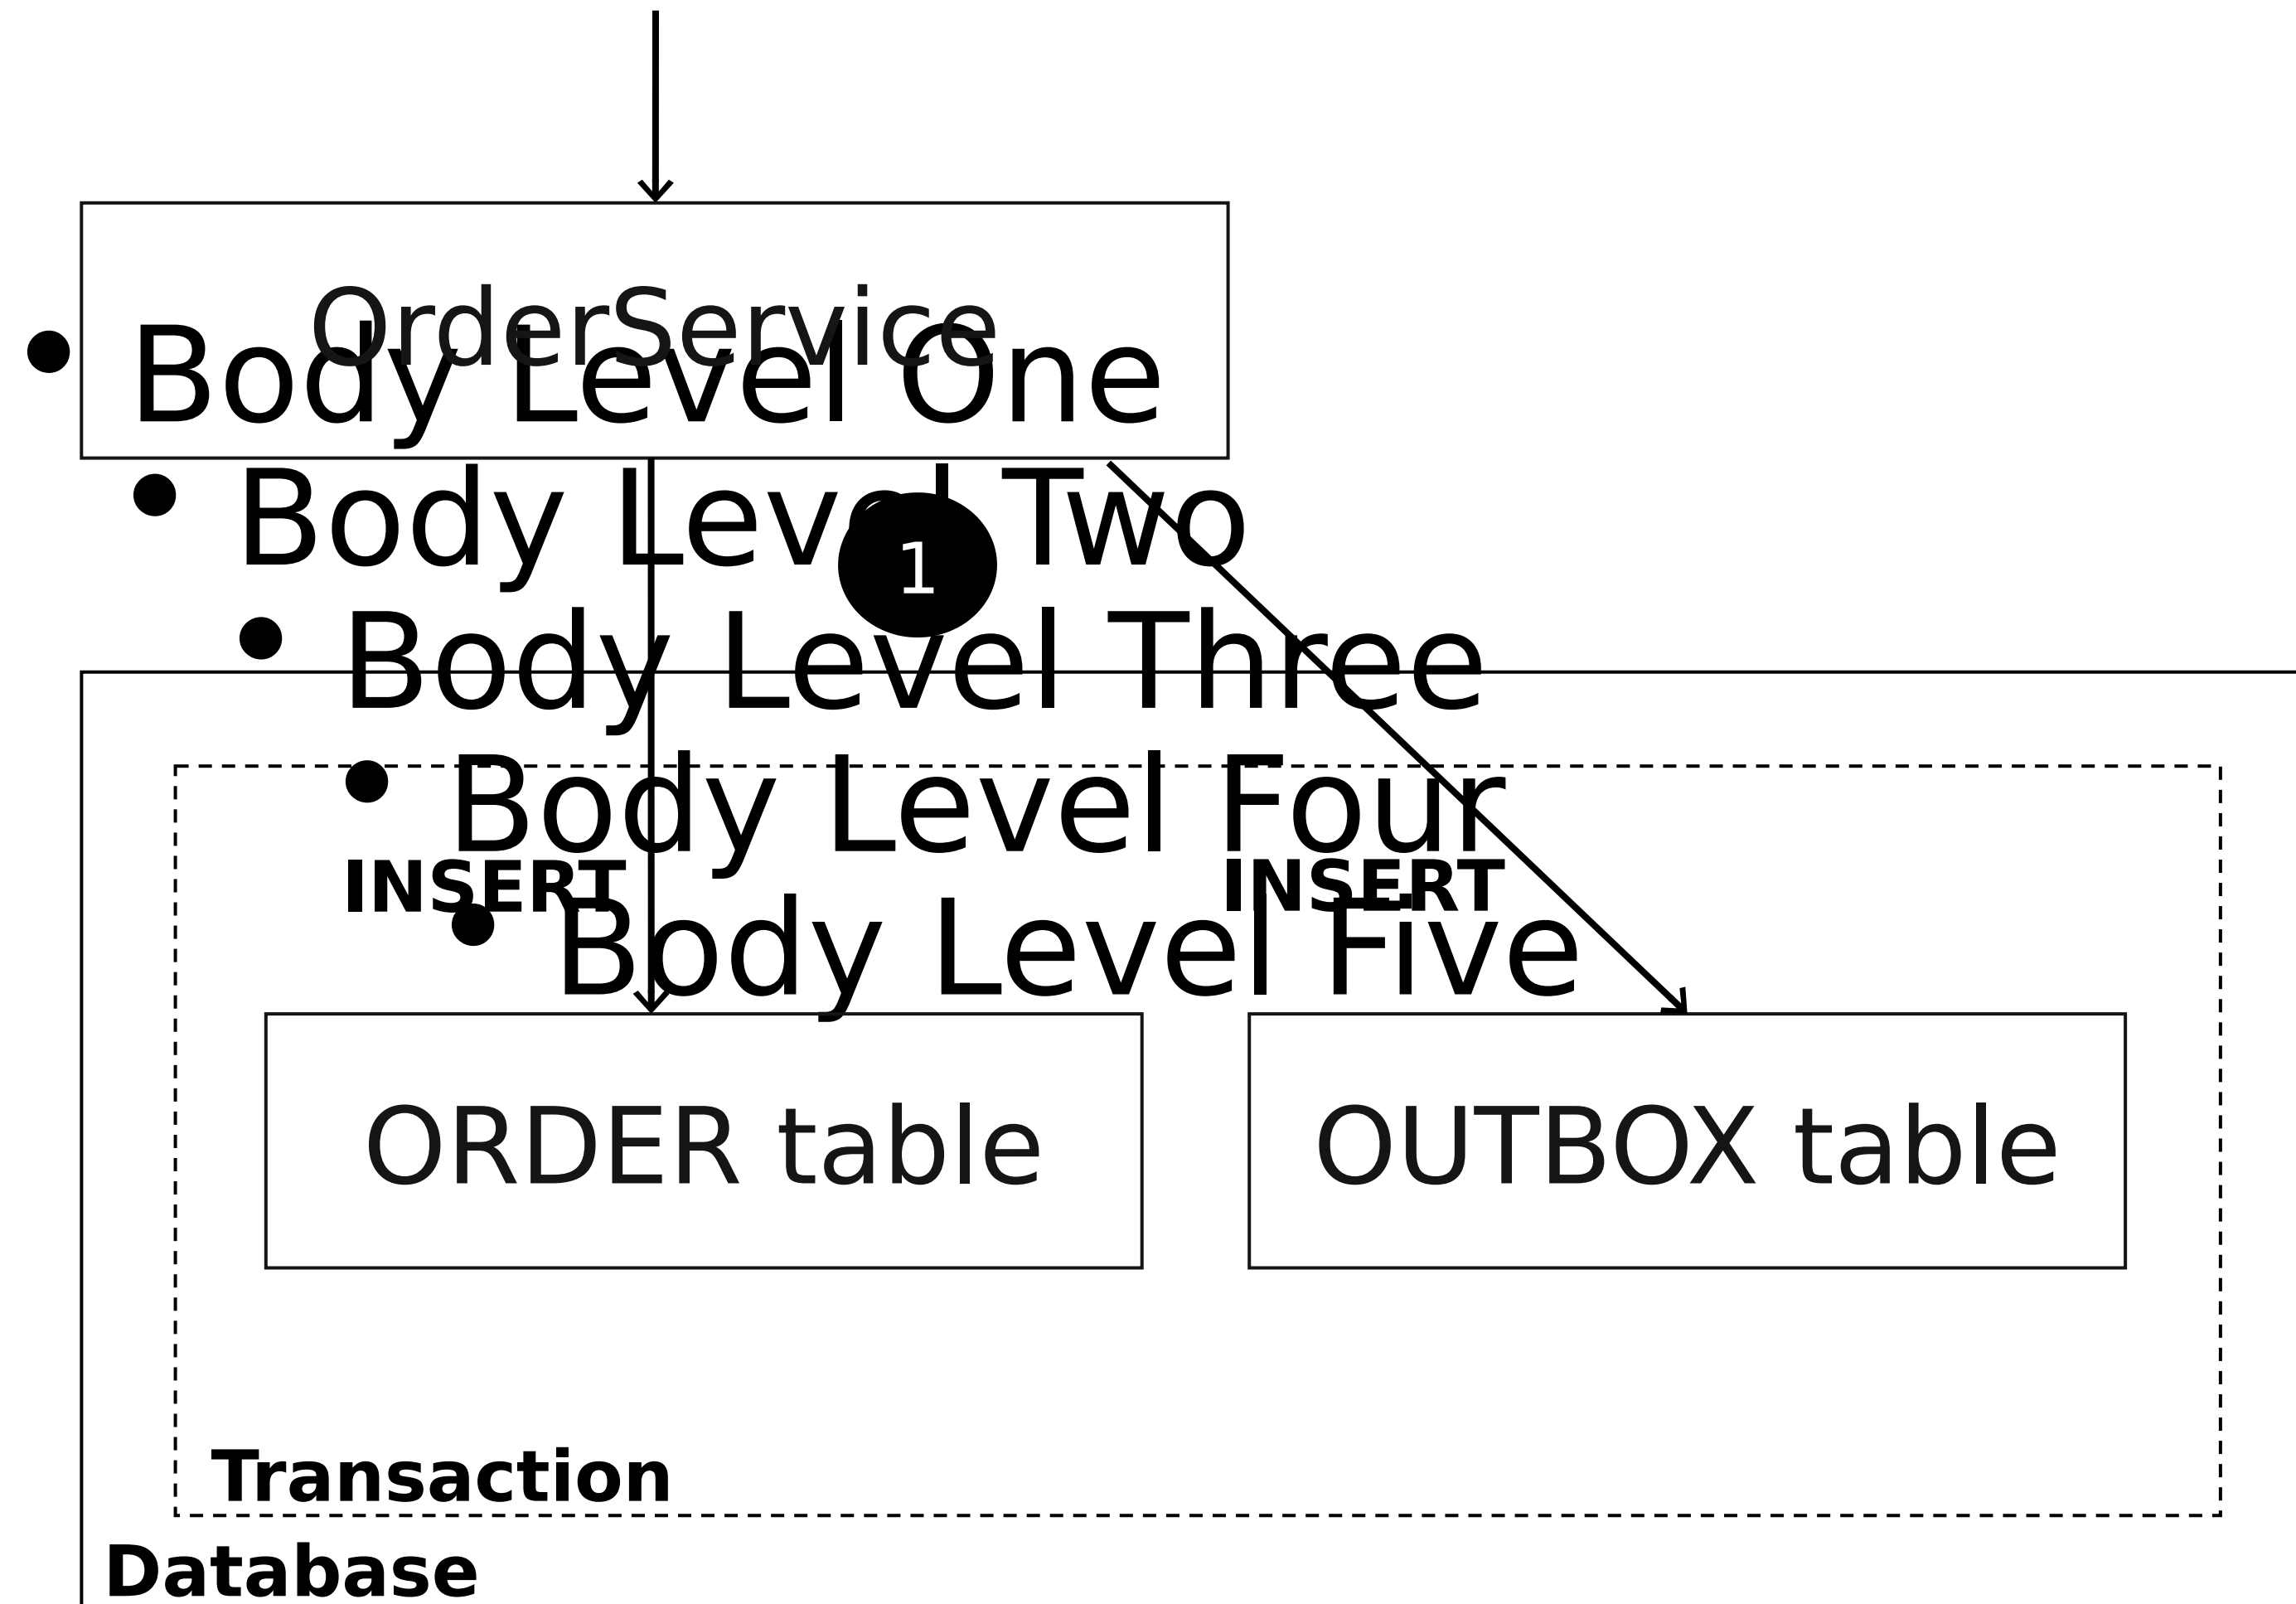 OrderService
• Body Level One
• Body Level Two
1
• Body Level Three
• Body Level Four
INSERT INSERT
• Body Level Five
ORDER table OUTBOX table
Transaction
Database